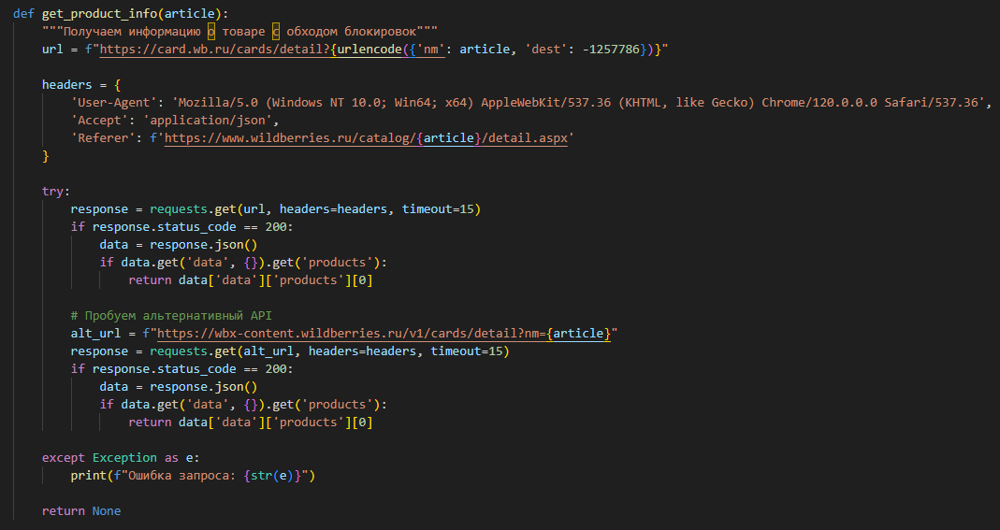 def get_product_info(article):
    """Получаем информацию о товаре с обходом блокировок"""
    url = f"https://card.wb.ru/cards/detail?{urlencode({'nm': article, 'dest': -1257786})}"

    headers = {
        'User-Agent': 'Mozilla/5.0 (Windows NT 10.0; Win64; x64) AppleWebKit/537.36 (KHTML, like Gecko) Chrome/120.0.0.0 Safari/537.36',
        'Accept': 'application/json',
        'Referer': f'https://www.wildberries.ru/catalog/{article}/detail.aspx'
    }

    try:
        response = requests.get(url, headers=headers, timeout=15)
        if response.status_code == 200:
            data = response.json()
            if data.get('data', {}).get('products'):
                return data['data']['products'][0]

        # Пробуем альтернативный API
        alt_url = f"https://wbx-content.wildberries.ru/v1/cards/detail?nm={article}"
        response = requests.get(alt_url, headers=headers, timeout=15)
        if response.status_code == 200:
            data = response.json()
            if data.get('data', {}).get('products'):
                return data['data']['products'][0]

    except Exception as e:
        print(f"Ошибка запроса: {str(e)}")

    return None